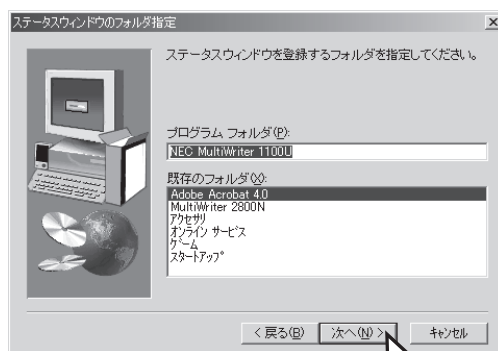 ステータスウィンドウのフォルダ指定
ステータスウィンドウを登録するフォルダを指定してください。
プログラム フォルダ(P):
NEC MultiWriter 1100U
既存のフォルダ(X):
Adobe Acrobat 4.0
MultiWriter 2800N
アクセサリ
オンライン サービス
ゲーム
スタートアップ
< 戻る(B)
次へ(N) >
キャンセル